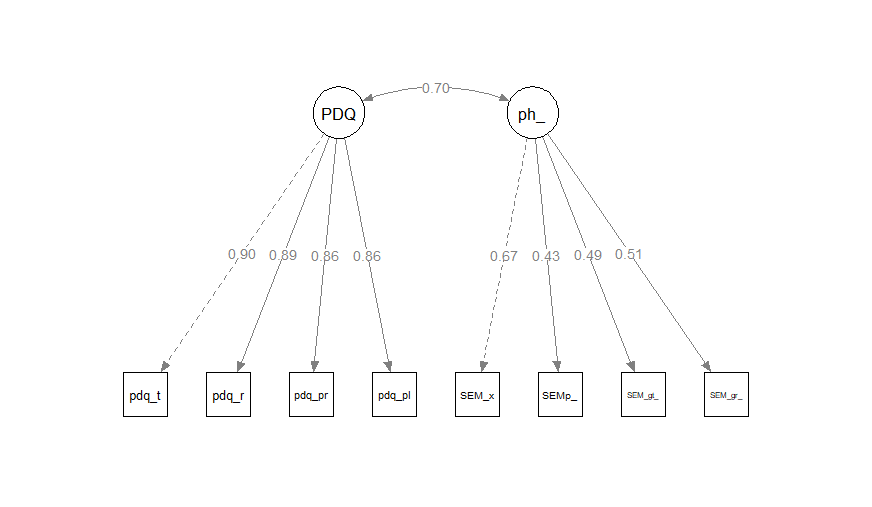 0.70
PDQ ph_
0.90 0.89 0.86 0.86 0.67 0.43 0.49 0.51
pdq_t pdq_r pdq_pr pdq_pl SEM_x SEMp_ SEM_gt_ SEM_gr_